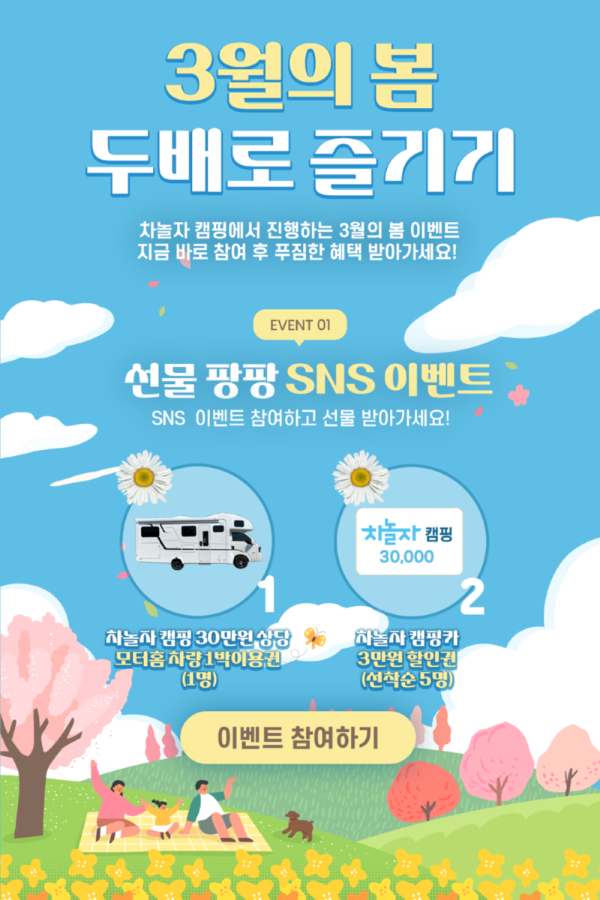 3월의 봄
두배로 즐기기
차놀자 캠핑에서 진행하는 3월의 봄 이벤트
지금 바로 참여 후 푸짐한 혜택 받아가세요!
EVENT 01
선물 팡팡 SNS 이벤트
SNS 이벤트 참여하고 선물 받아가세요!
1
차놀자 캠핑 30만원 상당
모터홈 차량 1박이용권
(1명)
차놀자 캠핑
30,000
2
차놀자 캠핑카
3만원 할인권
(선착순 5명)
이벤트 참여하기